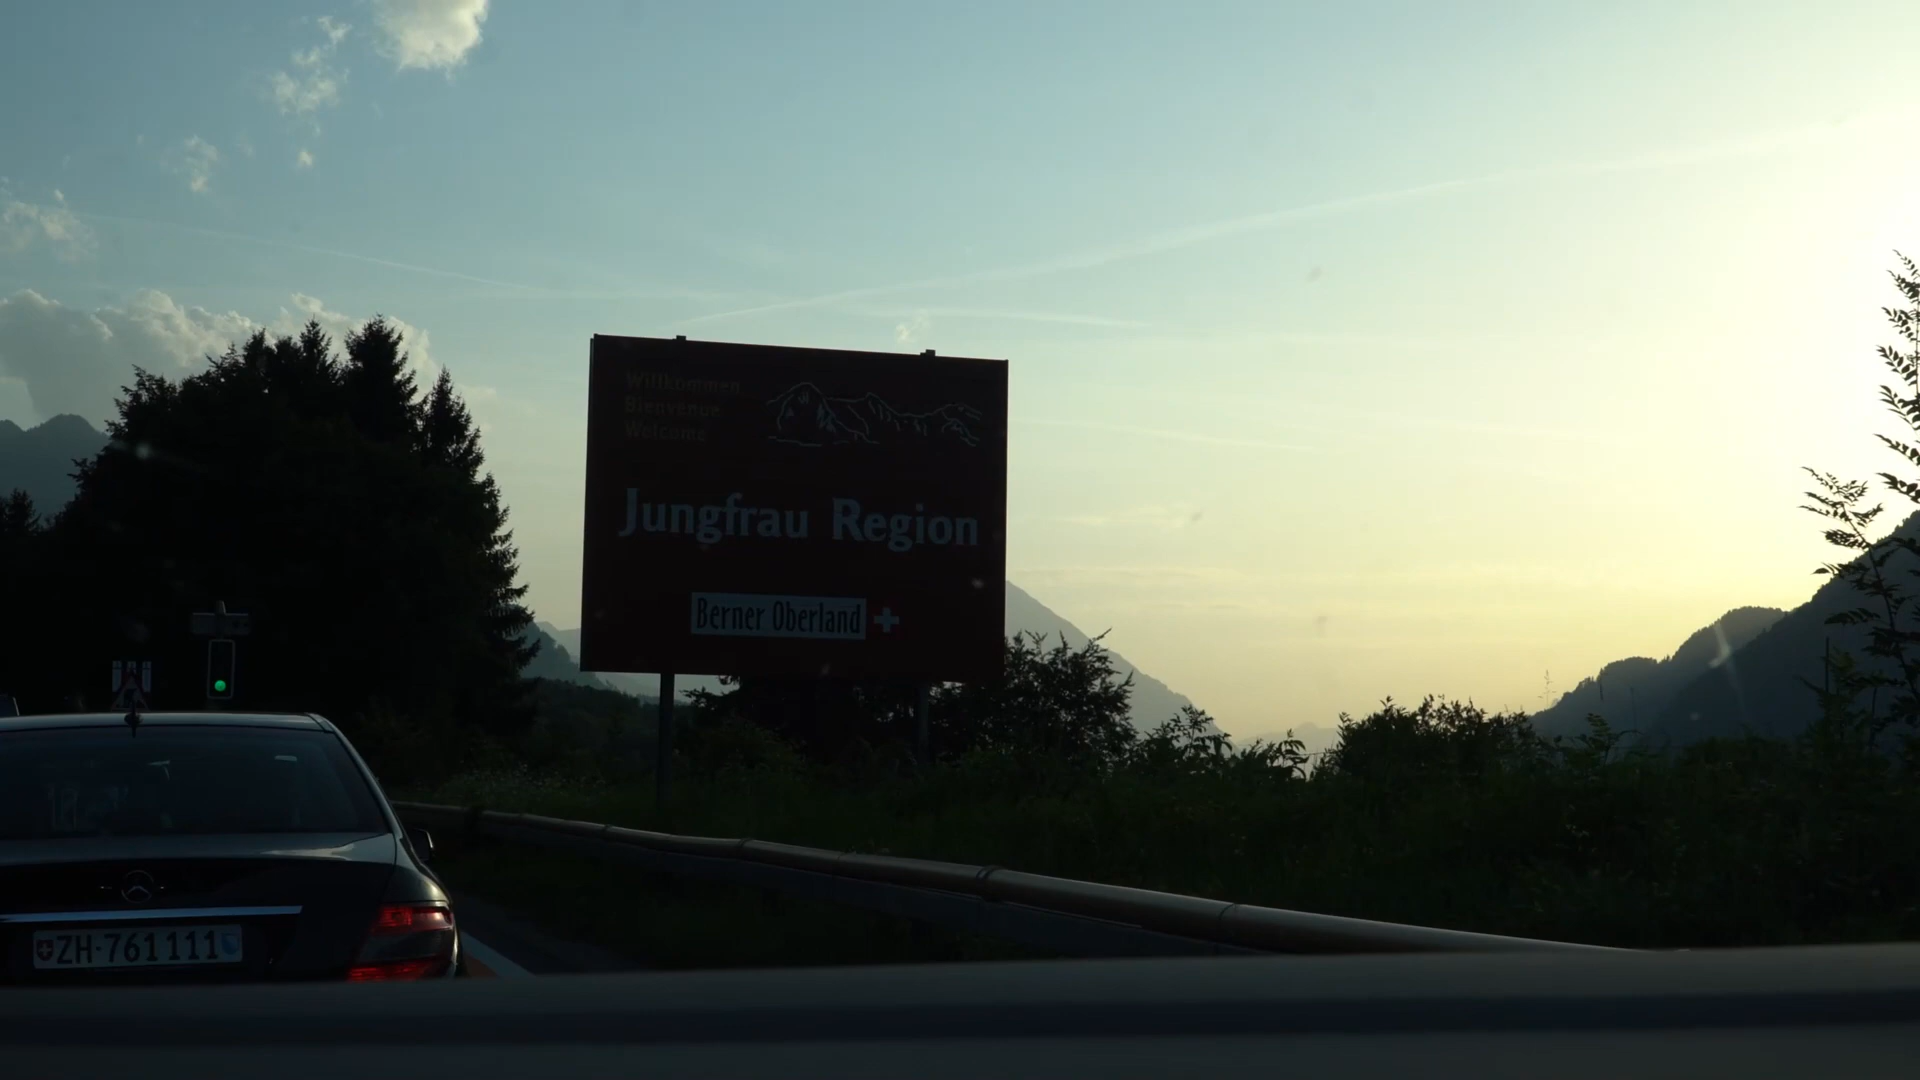 Willkommen
Bienvenue
Welcome
Jungfrau Region
Berner Oberland
ZH·761111